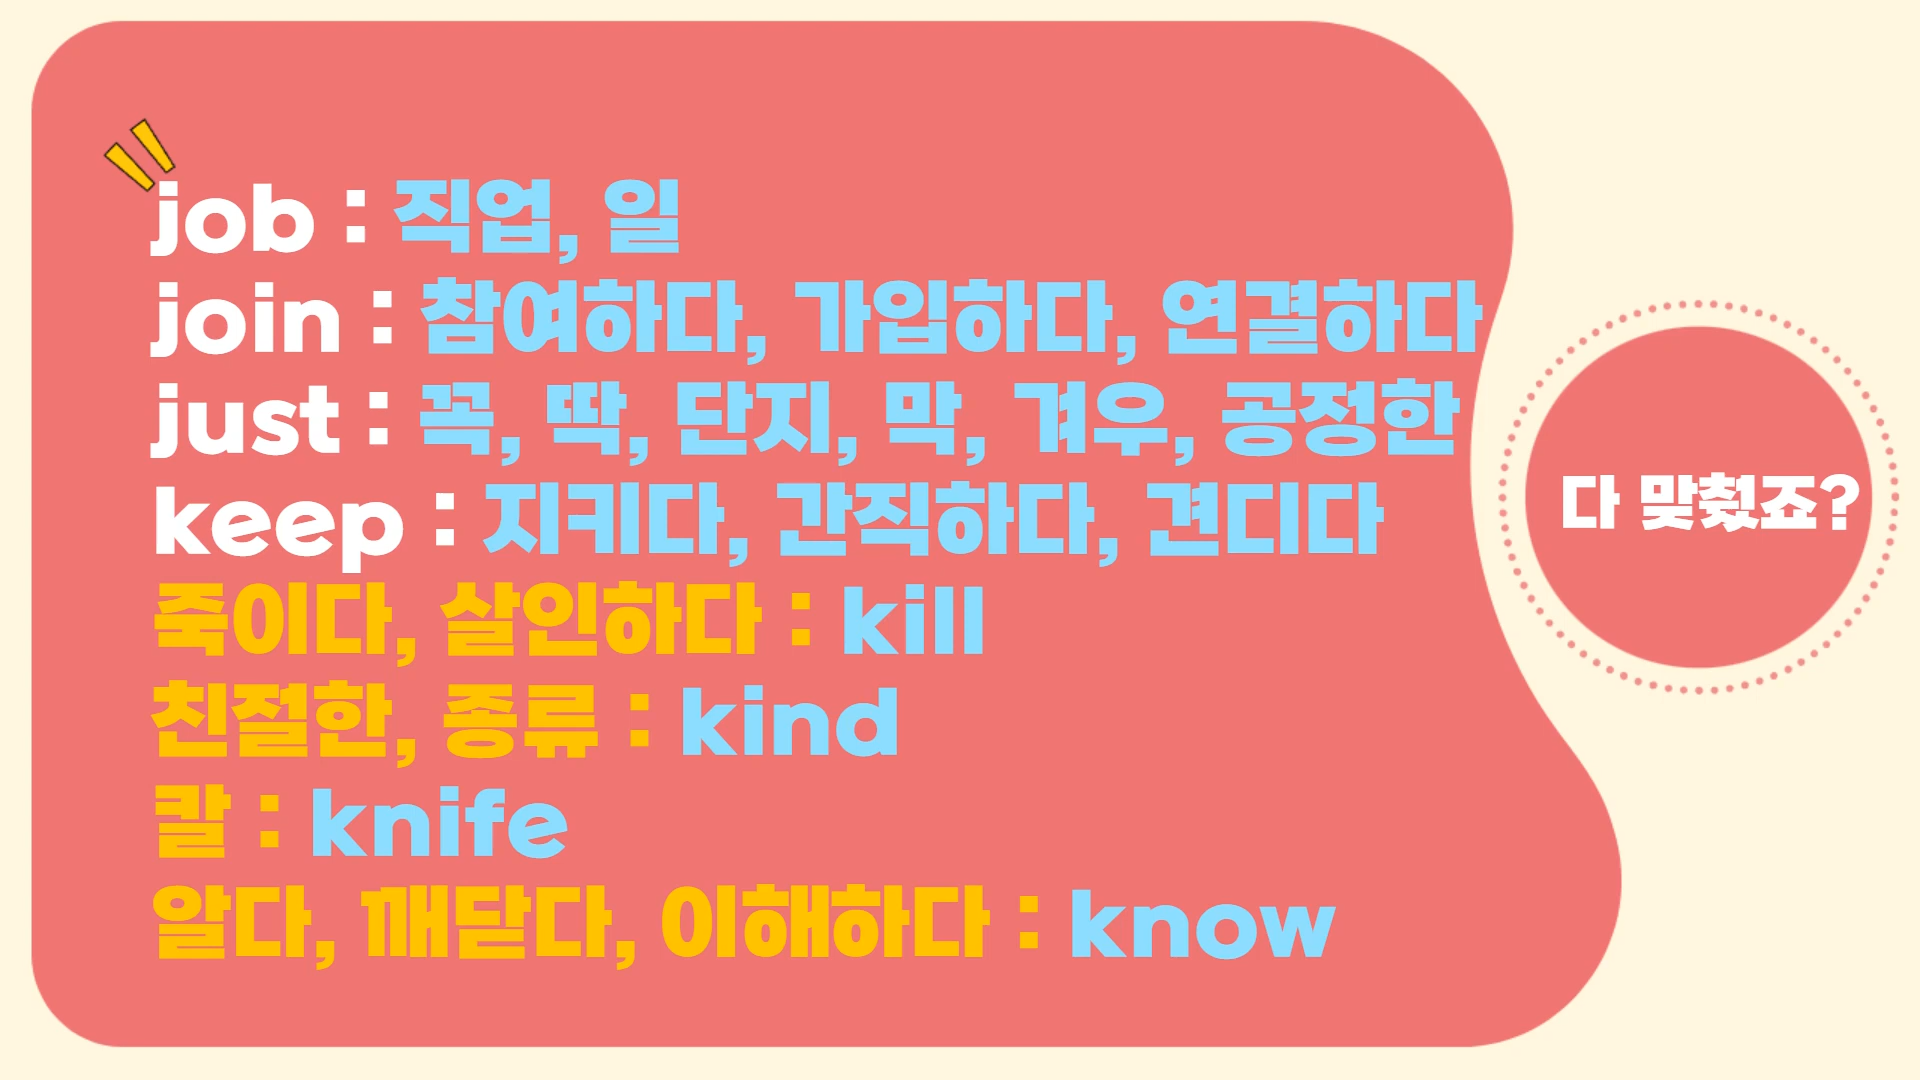 job : 직업, 일
join : 참여하다, 가입하다, 연결하다
just : 꼭, 딱, 단지, 막, 겨우, 공정한
keep : 지키다, 간직하다, 견디다
죽이다, 살인하다 : kill
친절한, 종류 : kind
칼 : knife
알다, 깨닫다, 이해하다 : know
다 맞췄죠?